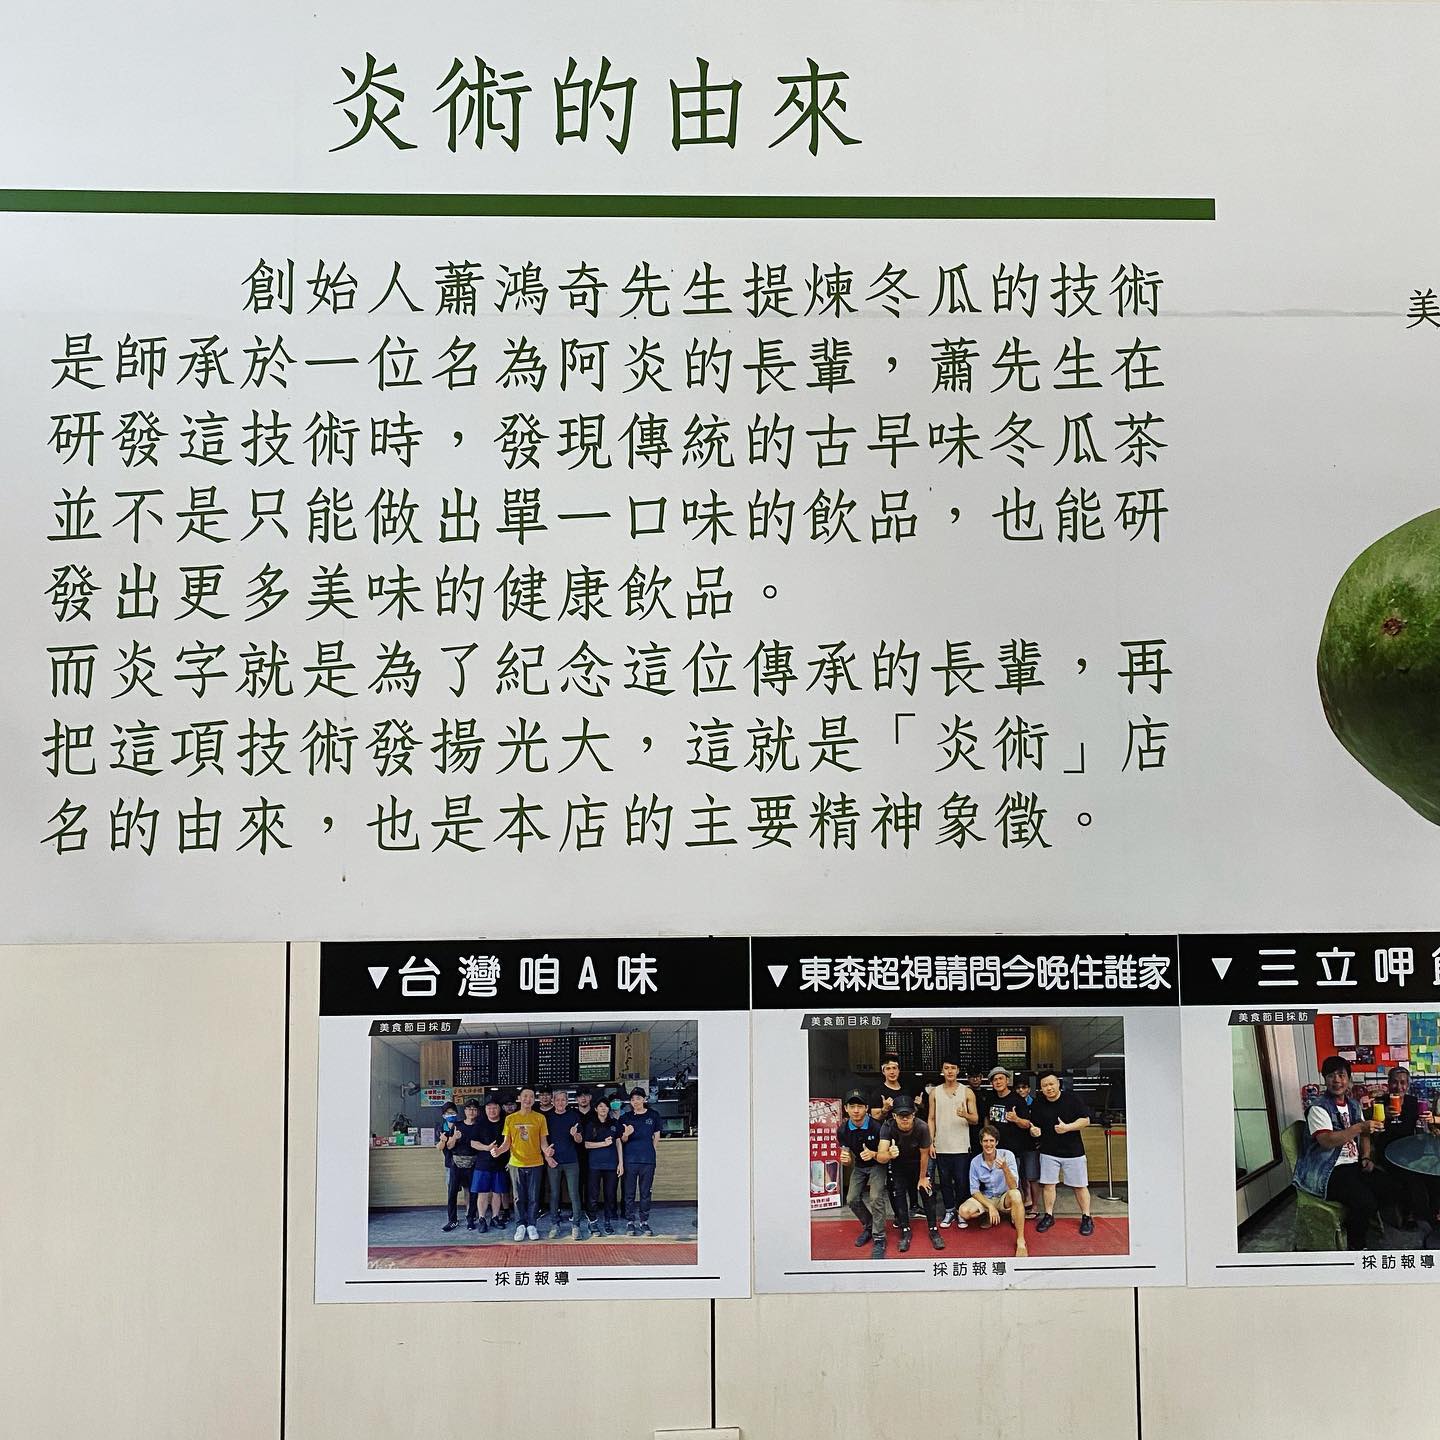 炎術的由來
創始人蕭鴻奇先生提煉冬瓜的技術
是師承於一位名為阿炎的長輩，蕭先生在
研發這技術時，發現傳統的古早味冬瓜茶
並不是只能做出單一口味的飲品，也能研
發出更多美味的健康飲品。
而炎字就是為了紀念這位傳承的長輩，再
把這項技術發揚光大，這就是「炎術」店
名的由來，也是本店的主要精神象徵。
美
▼台灣咱A味
美食節目採訪
採訪報導
▼東森超視請問今晚住誰家
美食節目採訪
採訪報導
▼三立呷
美食節目採訪
採訪報導